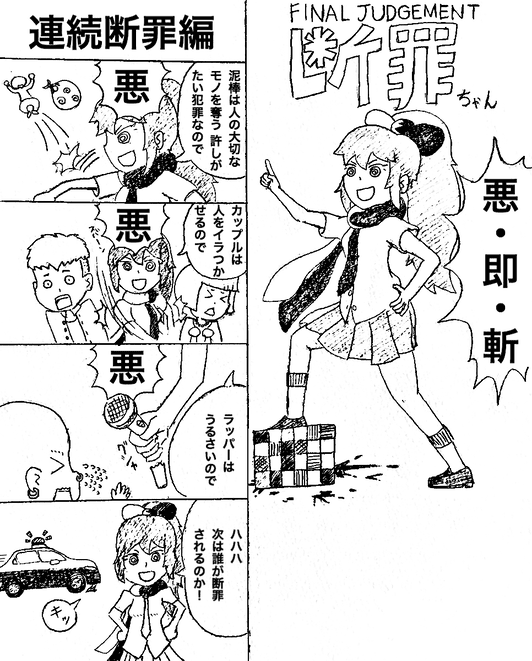 FINAL JUDGEMENT
断罪
ちゃん
悪・即・斬
連続断罪編
泥棒は人の大切な
モノを奪う 許しが
たい犯罪なので
悪
カップルは
人をイラつか
せるので
悪
ラッパーは
うるさいので
悪
グチャ
ハハハ
次は誰が断罪
されるのか！
キッ